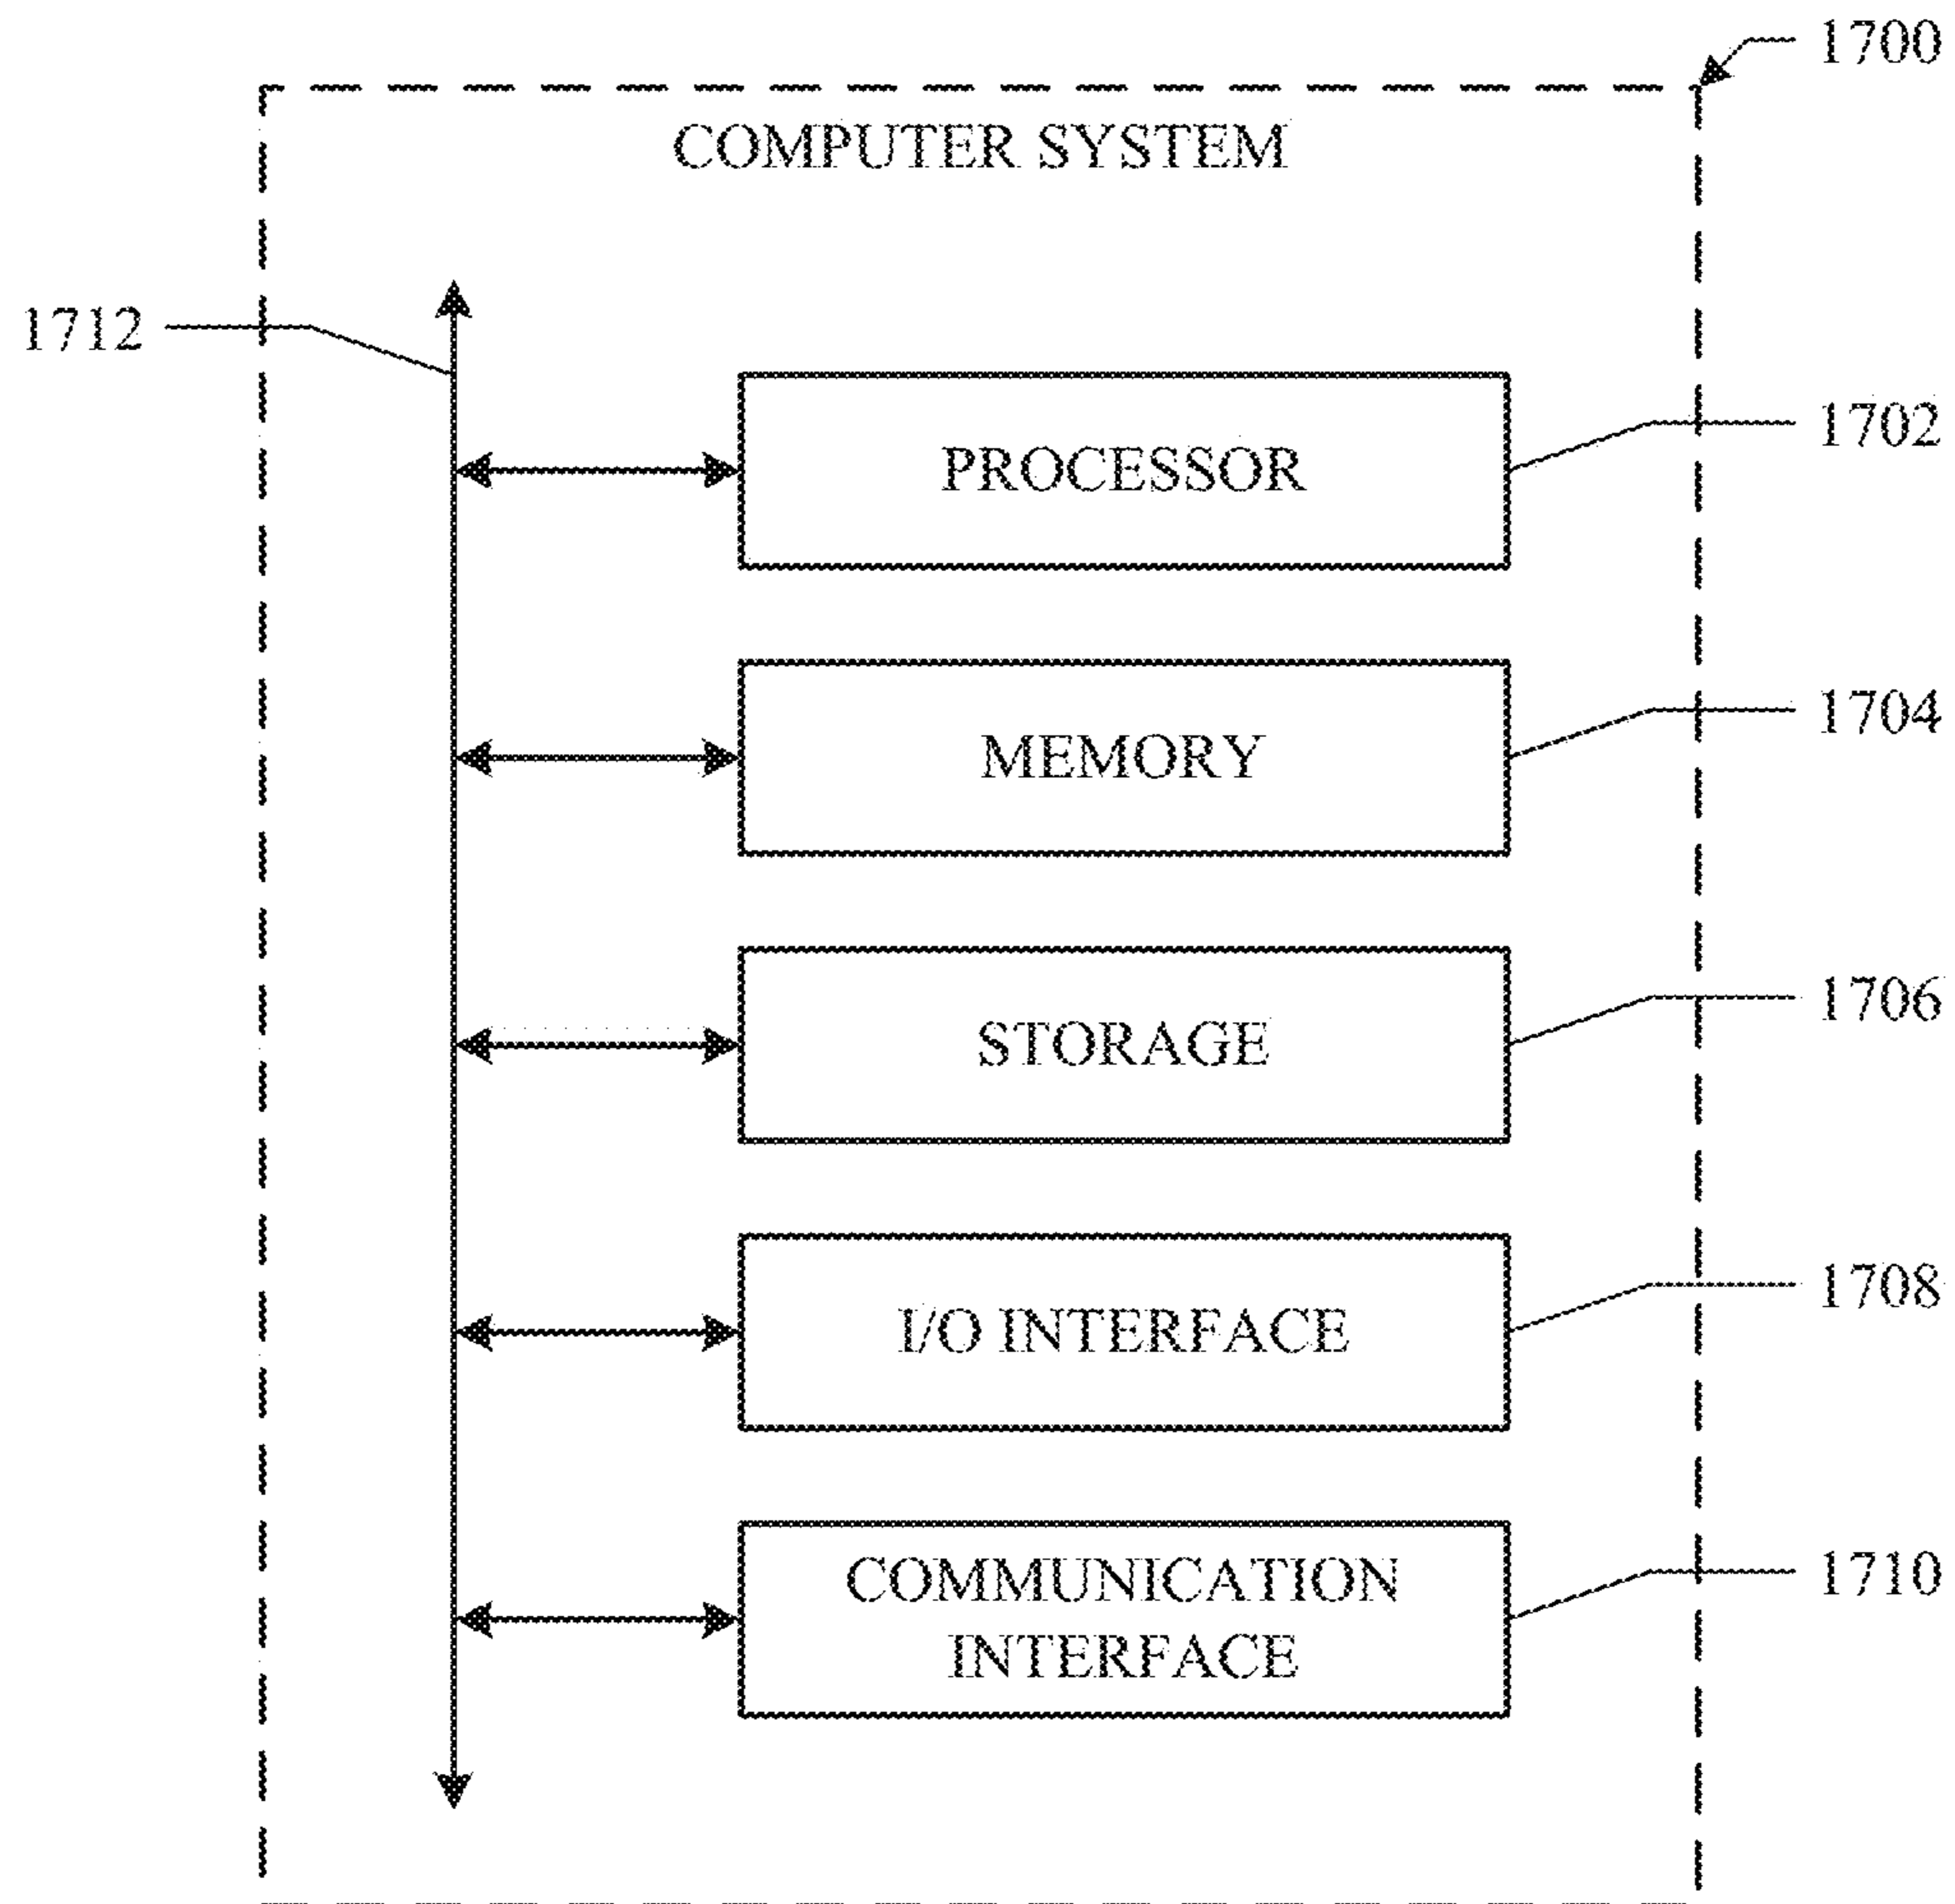 1700
COMPUTER SYSTEM
1712
PROCESSOR
1702
MEMORY
1704
STORAGE
1706
I/O INTERFACE
1708
COMMUNICATION
INTERFACE
1710